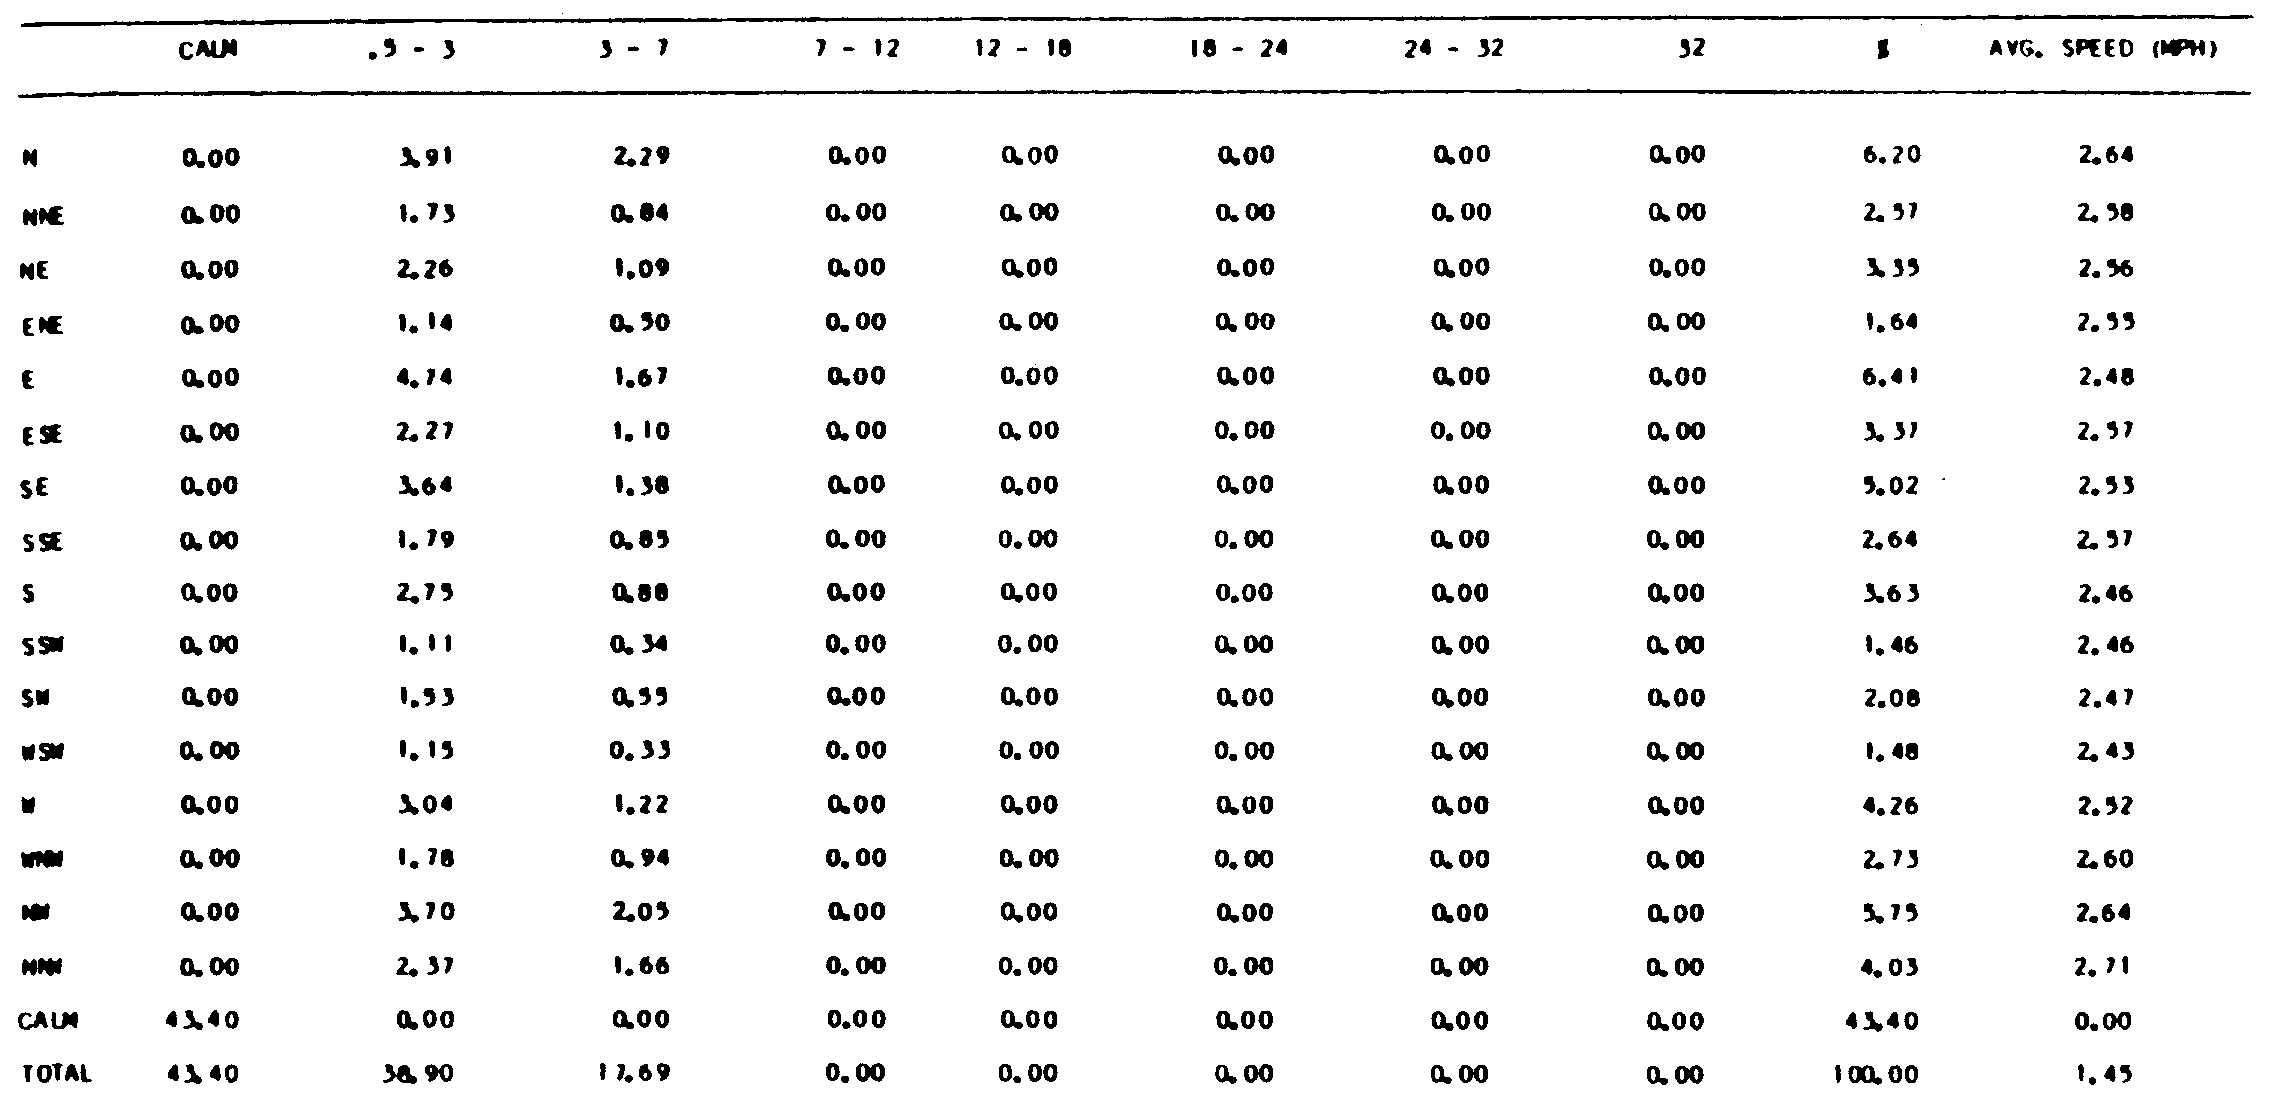 CALM .5 - 3 3 - 7 7 - 12 12 - 18 18 - 24 24 - 32 32 % AVG. SPEED (MPH)
N 0.00 3.91 2.29 0.00 0.00 0.00 0.00 0.00 6.20 2.64
NNE 0.00 1.73 0.84 0.00 0.00 0.00 0.00 0.00 2.57 2.58
NE 0.00 2.26 1.09 0.00 0.00 0.00 0.00 0.00 3.35 2.56
ENE 0.00 1.14 0.50 0.00 0.00 0.00 0.00 0.00 1.64 2.55
E 0.00 4.74 1.67 0.00 0.00 0.00 0.00 0.00 6.41 2.48
ESE 0.00 2.27 1.10 0.00 0.00 0.00 0.00 0.00 3.37 2.57
SE 0.00 3.64 1.38 0.00 0.00 0.00 0.00 0.00 5.02 2.53
SSE 0.00 1.79 0.85 0.00 0.00 0.00 0.00 0.00 2.64 2.57
S 0.00 2.75 0.88 0.00 0.00 0.00 0.00 0.00 3.63 2.46
SSW 0.00 1.11 0.34 0.00 0.00 0.00 0.00 0.00 1.46 2.46
SW 0.00 1.53 0.55 0.00 0.00 0.00 0.00 0.00 2.08 2.47
WSW 0.00 1.15 0.33 0.00 0.00 0.00 0.00 0.00 1.48 2.43
W 0.00 3.04 1.22 0.00 0.00 0.00 0.00 0.00 4.26 2.52
WNW 0.00 1.78 0.94 0.00 0.00 0.00 0.00 0.00 2.73 2.60
NW 0.00 3.70 2.05 0.00 0.00 0.00 0.00 0.00 5.75 2.64
NNW 0.00 2.37 1.66 0.00 0.00 0.00 0.00 0.00 4.03 2.71
CALM 43.40 0.00 0.00 0.00 0.00 0.00 0.00 0.00 43.40 0.00
TOTAL 43.40 38.90 17.69 0.00 0.00 0.00 0.00 0.00 100.00 1.45